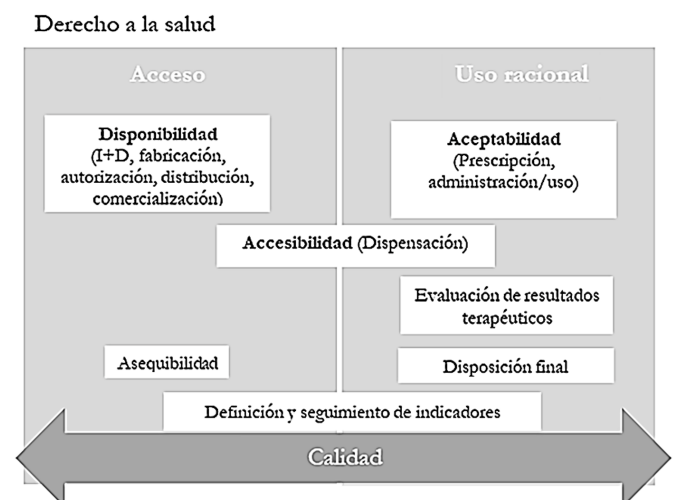 Derecho a la salud
Acceso
Uso racional
Disponibilidad
(I+D, fabricación,
autorización, distribución,
comercialización)
Aceptabilidad
(Prescripción,
administración/uso)
Accesibilidad (Dispensación)
Evaluación de resultados
terapéuticos
Asequibilidad
Disposición final
Definición y seguimiento de indicadores
Calidad